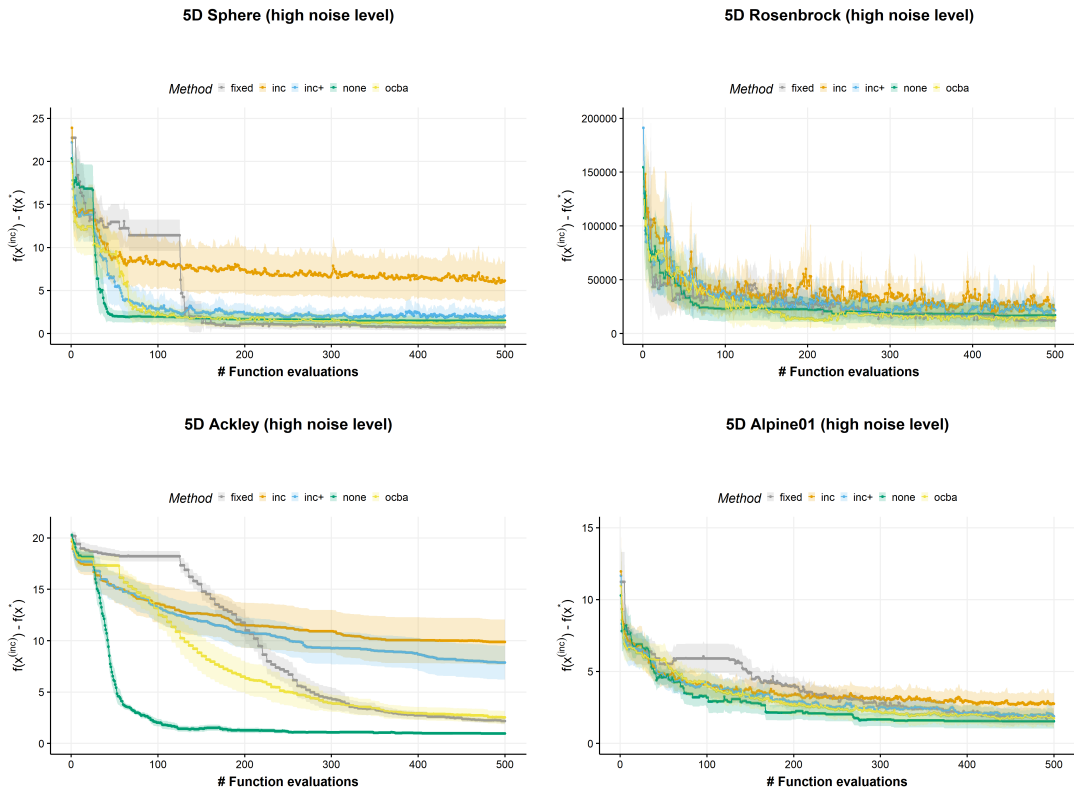 5D Sphere (high noise level)
Method fixed inc inc+ none ocba
25
20
15
10
5
0
f(x^(inc)) - f(x^*)
0 100 200 300 400 500
# Function evaluations
5D Rosenbrock (high noise level)
Method fixed inc inc+ none ocba
200000
150000
100000
50000
0
f(x^(inc)) - f(x^*)
0 100 200 300 400 500
# Function evaluations
5D Ackley (high noise level)
Method fixed inc inc+ none ocba
20
15
10
5
0
f(x^(inc)) - f(x^*)
0 100 200 300 400 500
# Function evaluations
5D Alpine01 (high noise level)
Method fixed inc inc+ none ocba
15
10
5
0
f(x^(inc)) - f(x^*)
0 100 200 300 400 500
# Function evaluations